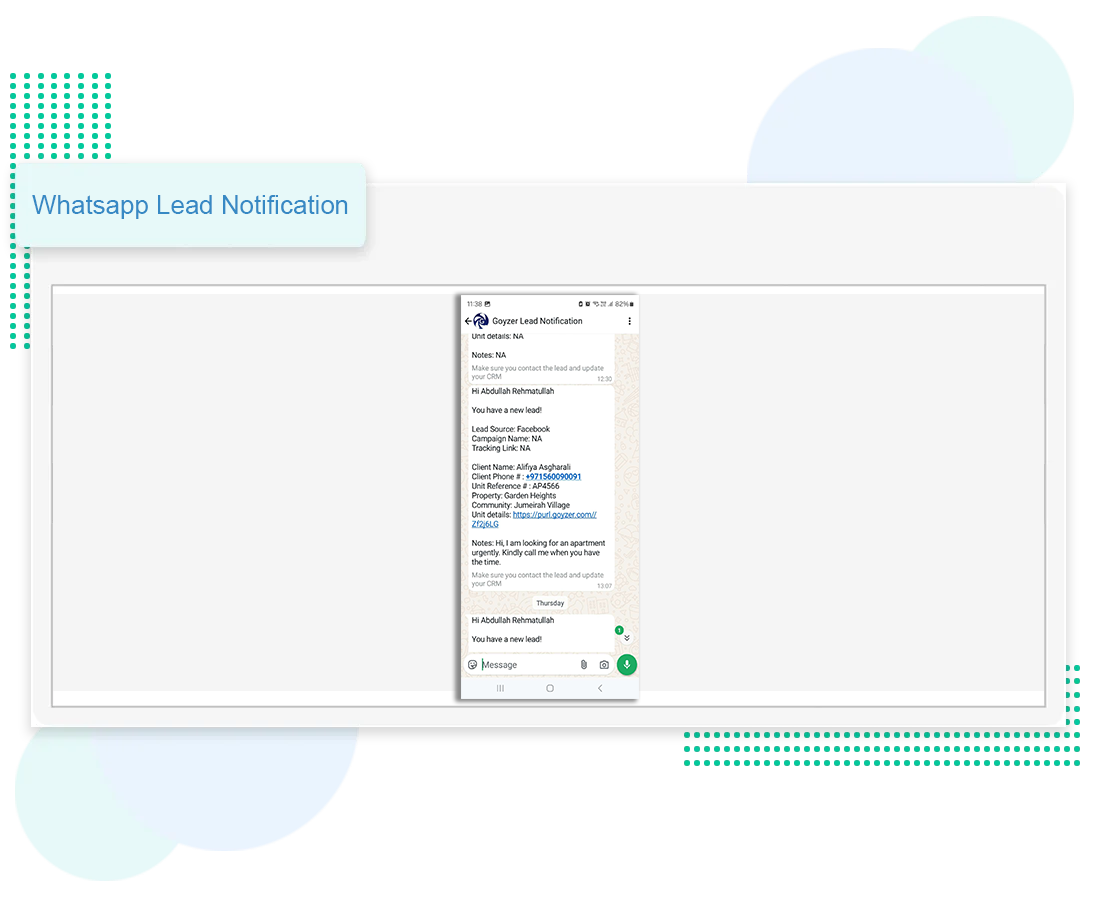 Whatsapp Lead Notification
11:38
82%
Goyzer Lead Notification
Unit details: NA
Notes: NA
Make sure you contact the lead and update
your CRM
12:30
Hi Abdullah Rehmatullah
You have a new lead!
Lead Source: Facebook
Campaign Name: NA
Tracking Link: NA
Client Name: Alifiya Asgharali
Client Phone # : +971560090091
Unit Reference # : AP4566
Property: Garden Heights
Community: Jumeirah Village
Unit details: https://purl.goyzer.com//
Zf2j6LG
Notes: Hi, I am looking for an apartment
urgently. Kindly call me when you have
the time.
Make sure you contact the lead and update
your CRM
13:07
Thursday
Hi Abdullah Rehmatullah
1
You have a new lead!
Message